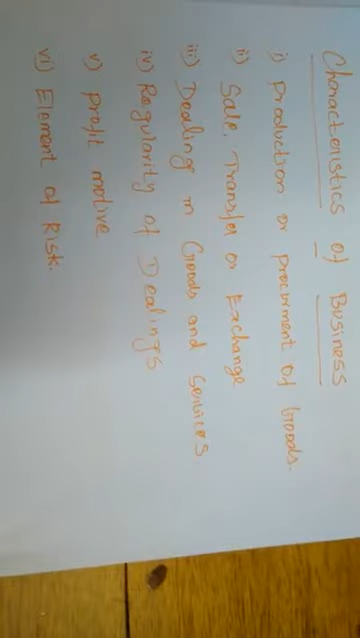 Characteristics of Business
i) Production or procurment of Goods.
ii) Sale, Transfer or Exchange
iii) Dealing in Goods and Services.
iv) Regularity of Dealings
v) Profit motive
vi) Element of Risk.